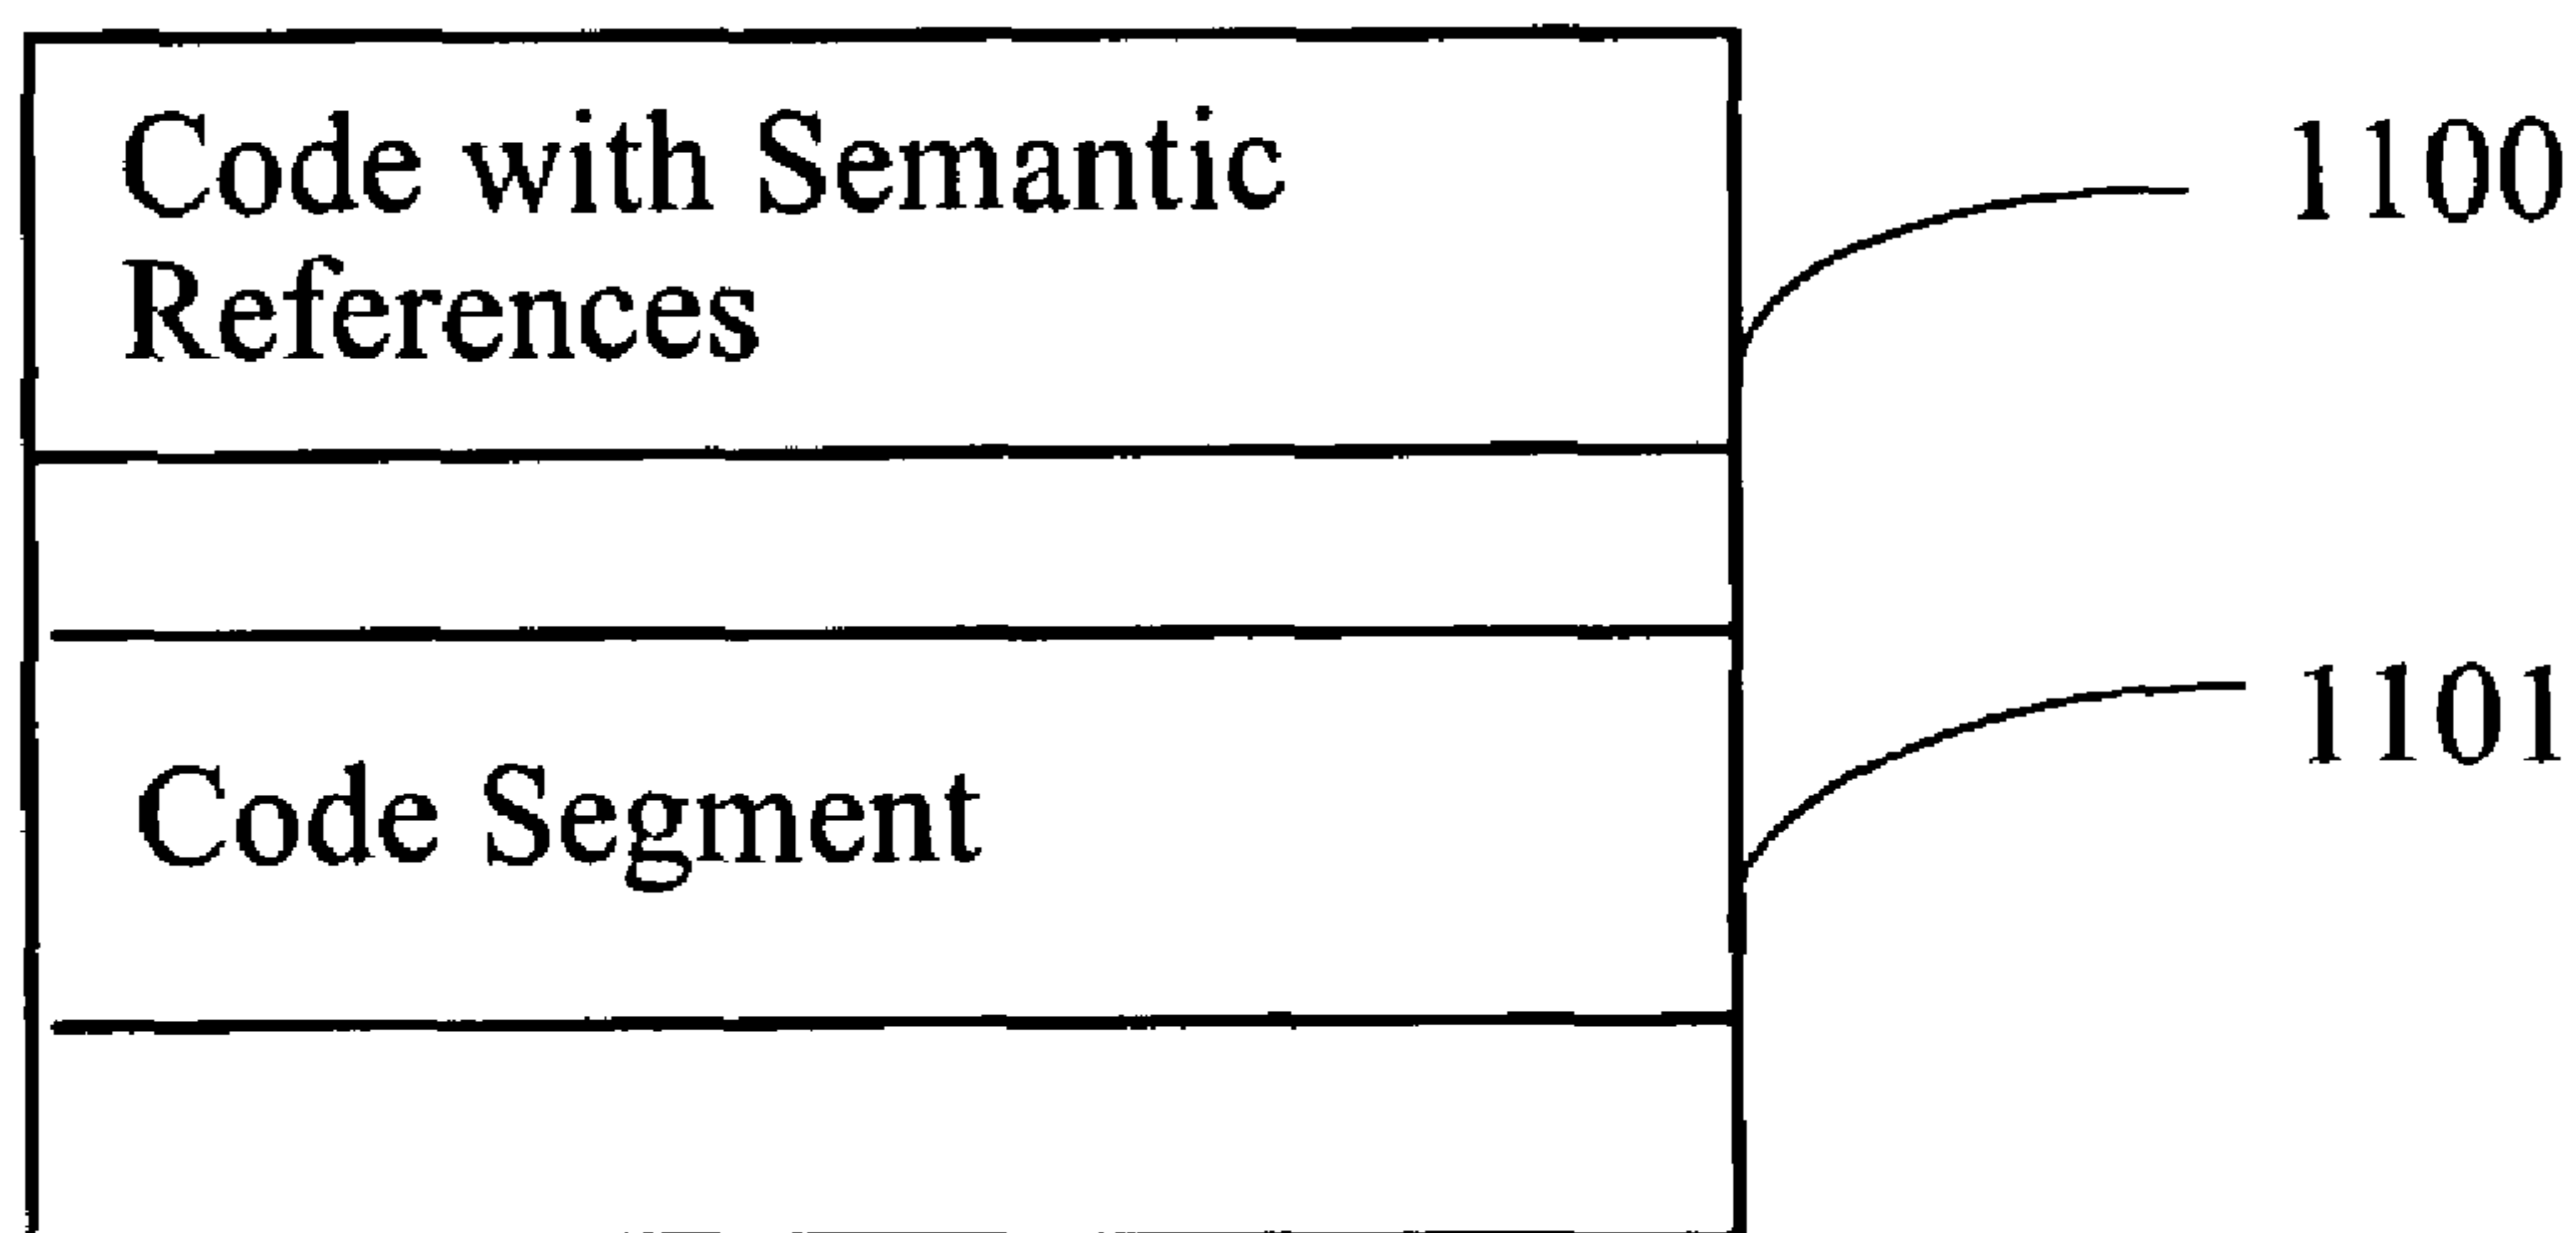 Code with Semantic
References
1100
Code Segment
1101